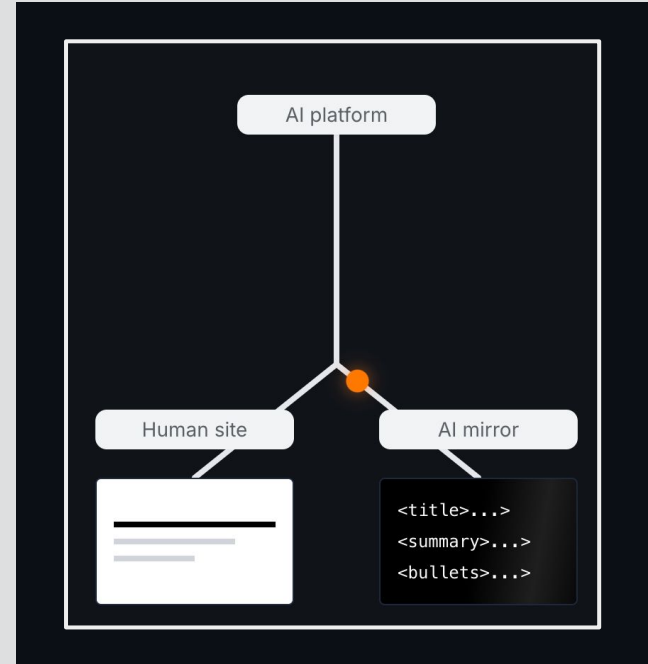 AI platform
Human site
AI mirror
<title>...>
<summary>...>
<bullets>...>